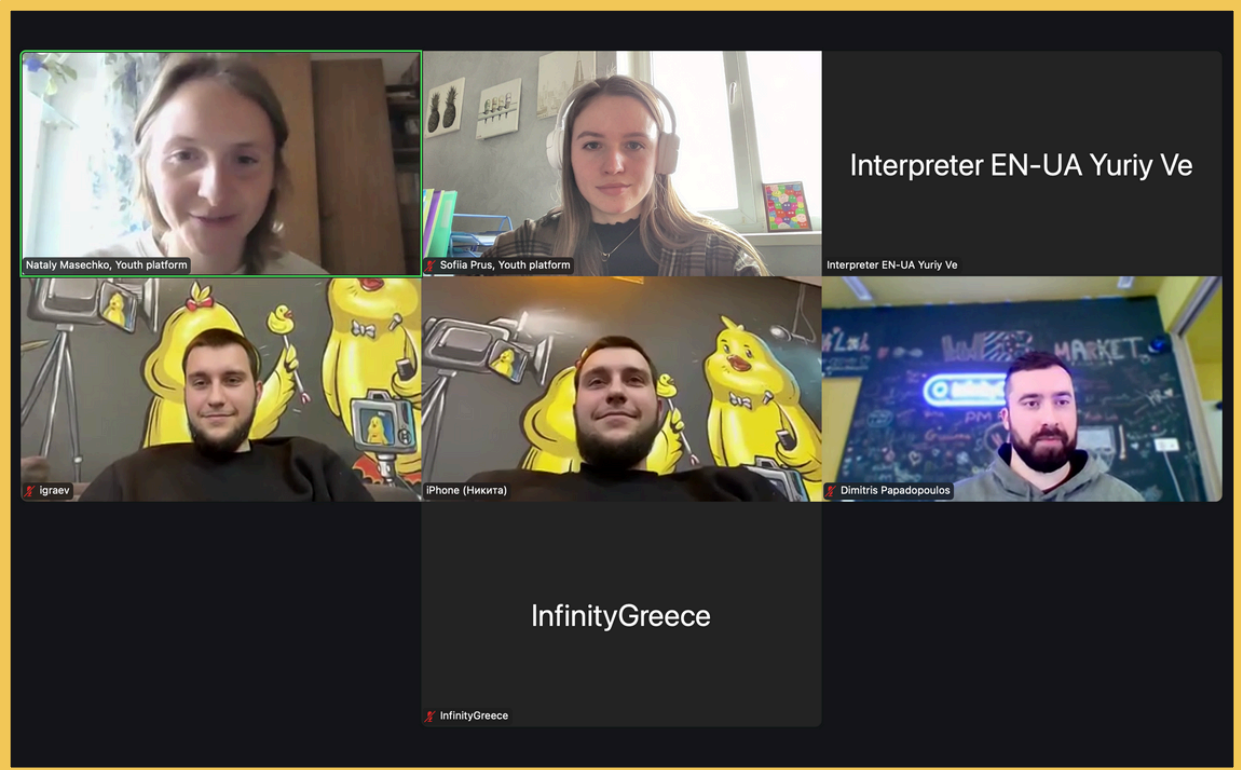 Nataly Masechko, Youth platform
Sofiia Prus, Youth platform
Interpreter EN-UA Yuriy Ve
Interpreter EN-UA Yuriy Ve
igraev
iPhone (Никита)
MARKET
PM
Dimitris Papadopoulos
InfinityGreece
InfinityGreece